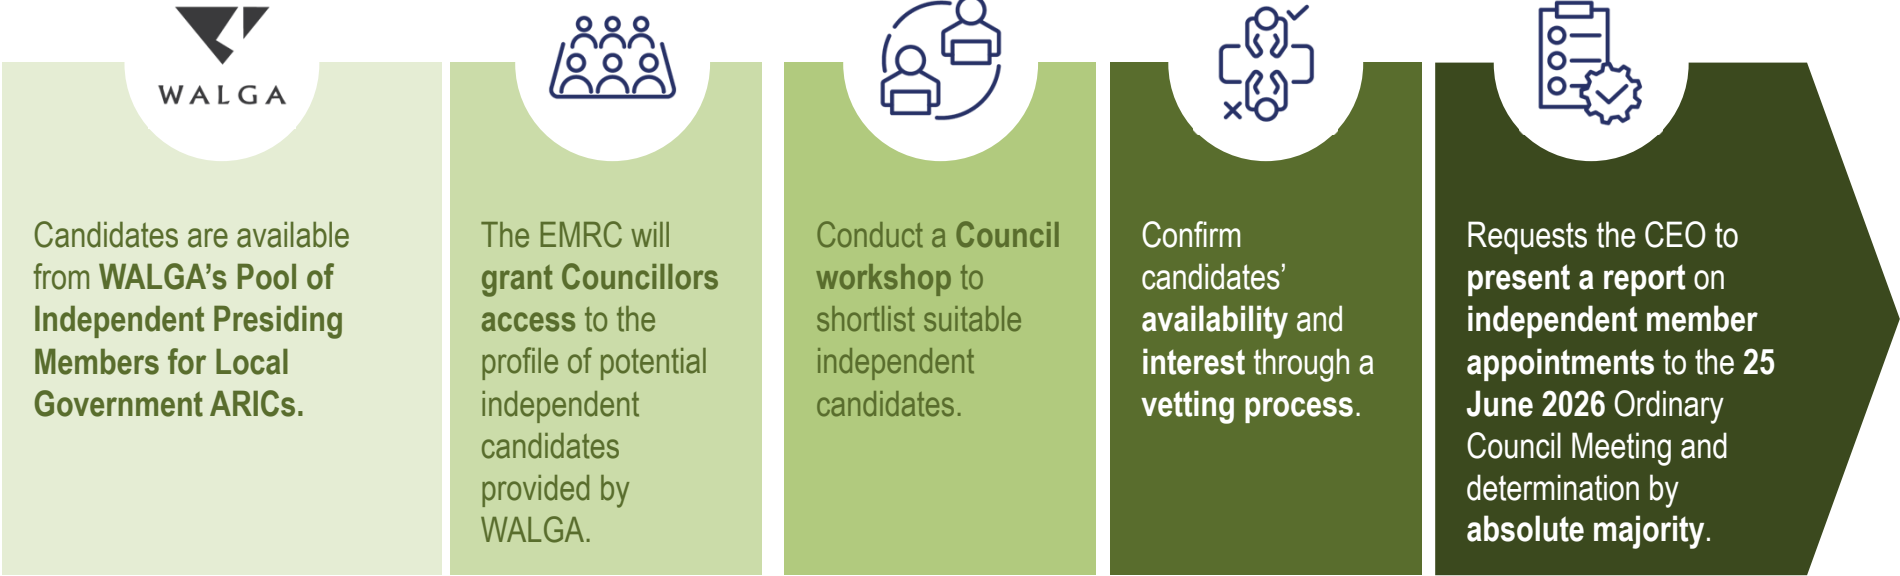 WALGA
Candidates are available
from WALGA’s Pool of
Independent Presiding
Members for Local
Government ARICs.
The EMRC will
grant Councillors
access to the
profile of potential
independent
candidates
provided by
WALGA.
Conduct a Council
workshop to
shortlist suitable
independent
candidates.
Confirm
candidates’
availability and
interest through a
vetting process.
Requests the CEO to
present a report on
independent member
appointments to the 25
June 2026 Ordinary
Council Meeting and
determination by
absolute majority.